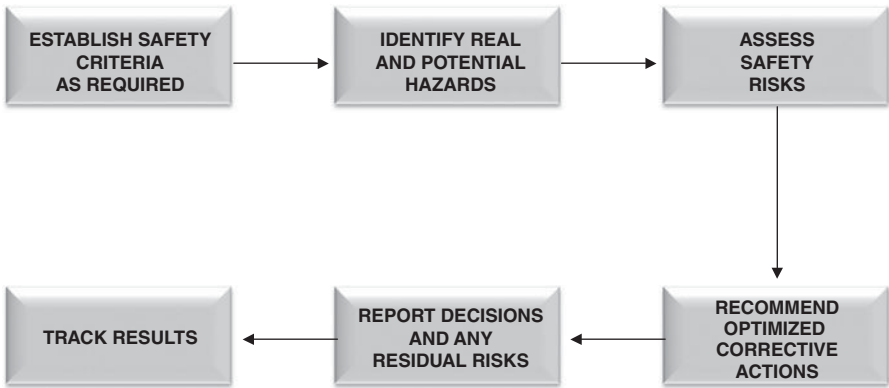 ESTABLISH SAFETY
CRITERIA
AS REQUIRED
IDENTIFY REAL
AND POTENTIAL
HAZARDS
ASSESS
SAFETY
RISKS
RECOMMEND
OPTIMIZED
CORRECTIVE
ACTIONS
REPORT DECISIONS
AND ANY
RESIDUAL RISKS
TRACK RESULTS